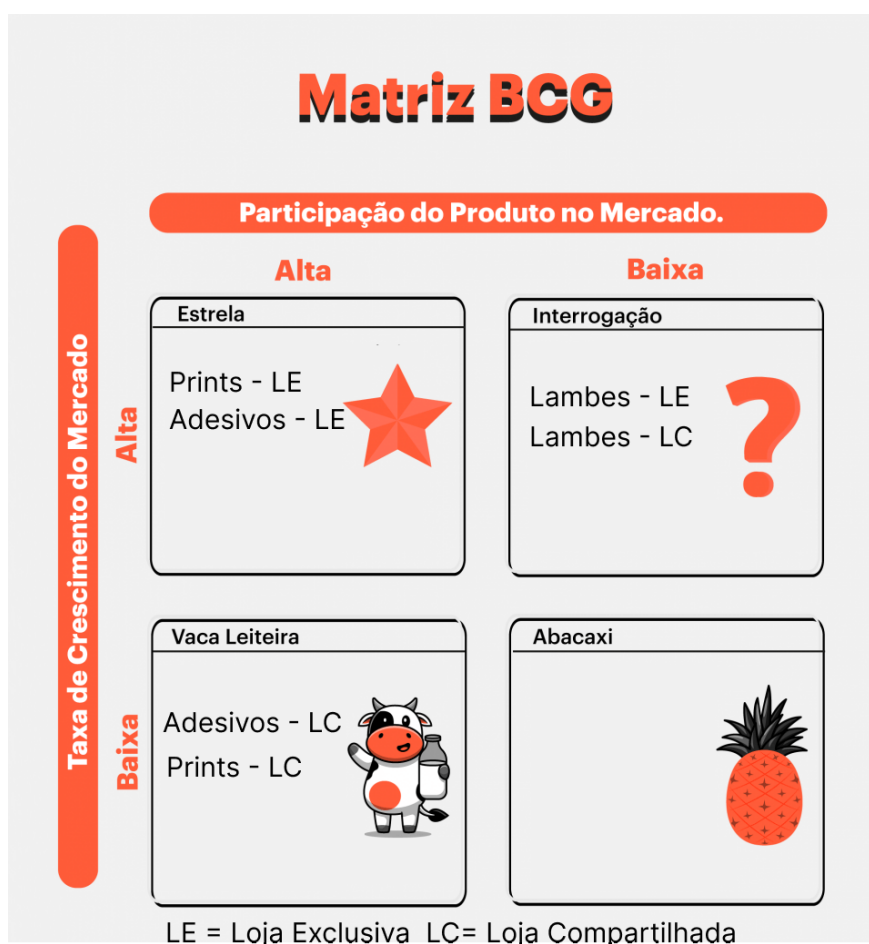 Matriz BCG
Participação do Produto no Mercado.
Alta
Baixa
Taxa de Crescimento do Mercado
Alta
Estrela
Prints - LE
Adesivos - LE
Interrogação
Lambes - LE
Lambes - LC
?
Baixa
Vaca Leiteira
Adesivos - LC
Prints - LC
Abacaxi
LE = Loja Exclusiva LC= Loja Compartilhada